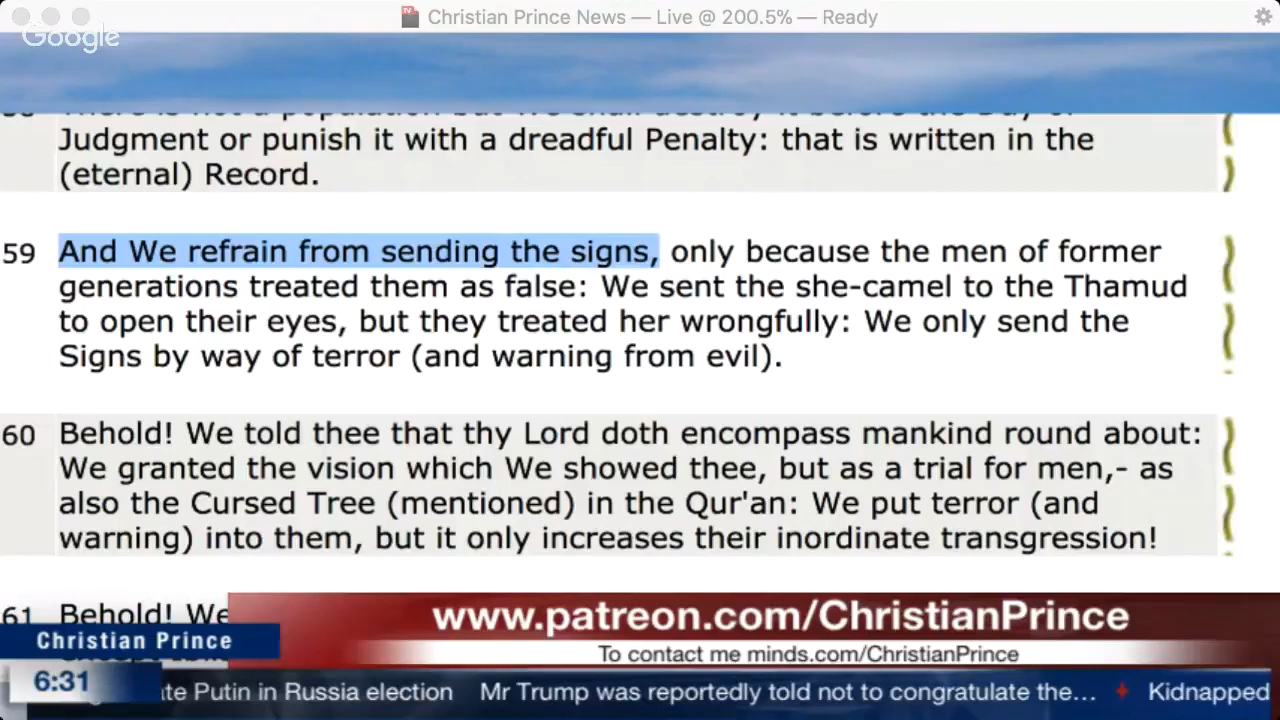 Christian Prince News — Live @ 200.5% — Ready
Google
Judgment or punish it with a dreadful Penalty: that is written in the
(eternal) Record.
59 And We refrain from sending the signs, only because the men of former
generations treated them as false: We sent the she-camel to the Thamud
to open their eyes, but they treated her wrongfully: We only send the
Signs by way of terror (and warning from evil).
60 Behold! We told thee that thy Lord doth encompass mankind round about:
We granted the vision which We showed thee, but as a trial for men,- as
also the Cursed Tree (mentioned) in the Qur'an: We put terror (and
warning) into them, but it only increases their inordinate transgression!
61 Behold! We
www.patreon.com/ChristianPrince
Christian Prince
To contact me minds.com/ChristianPrince
6:31
Putin in Russia election Mr Trump was reportedly told not to congratulate the... Kidnapped